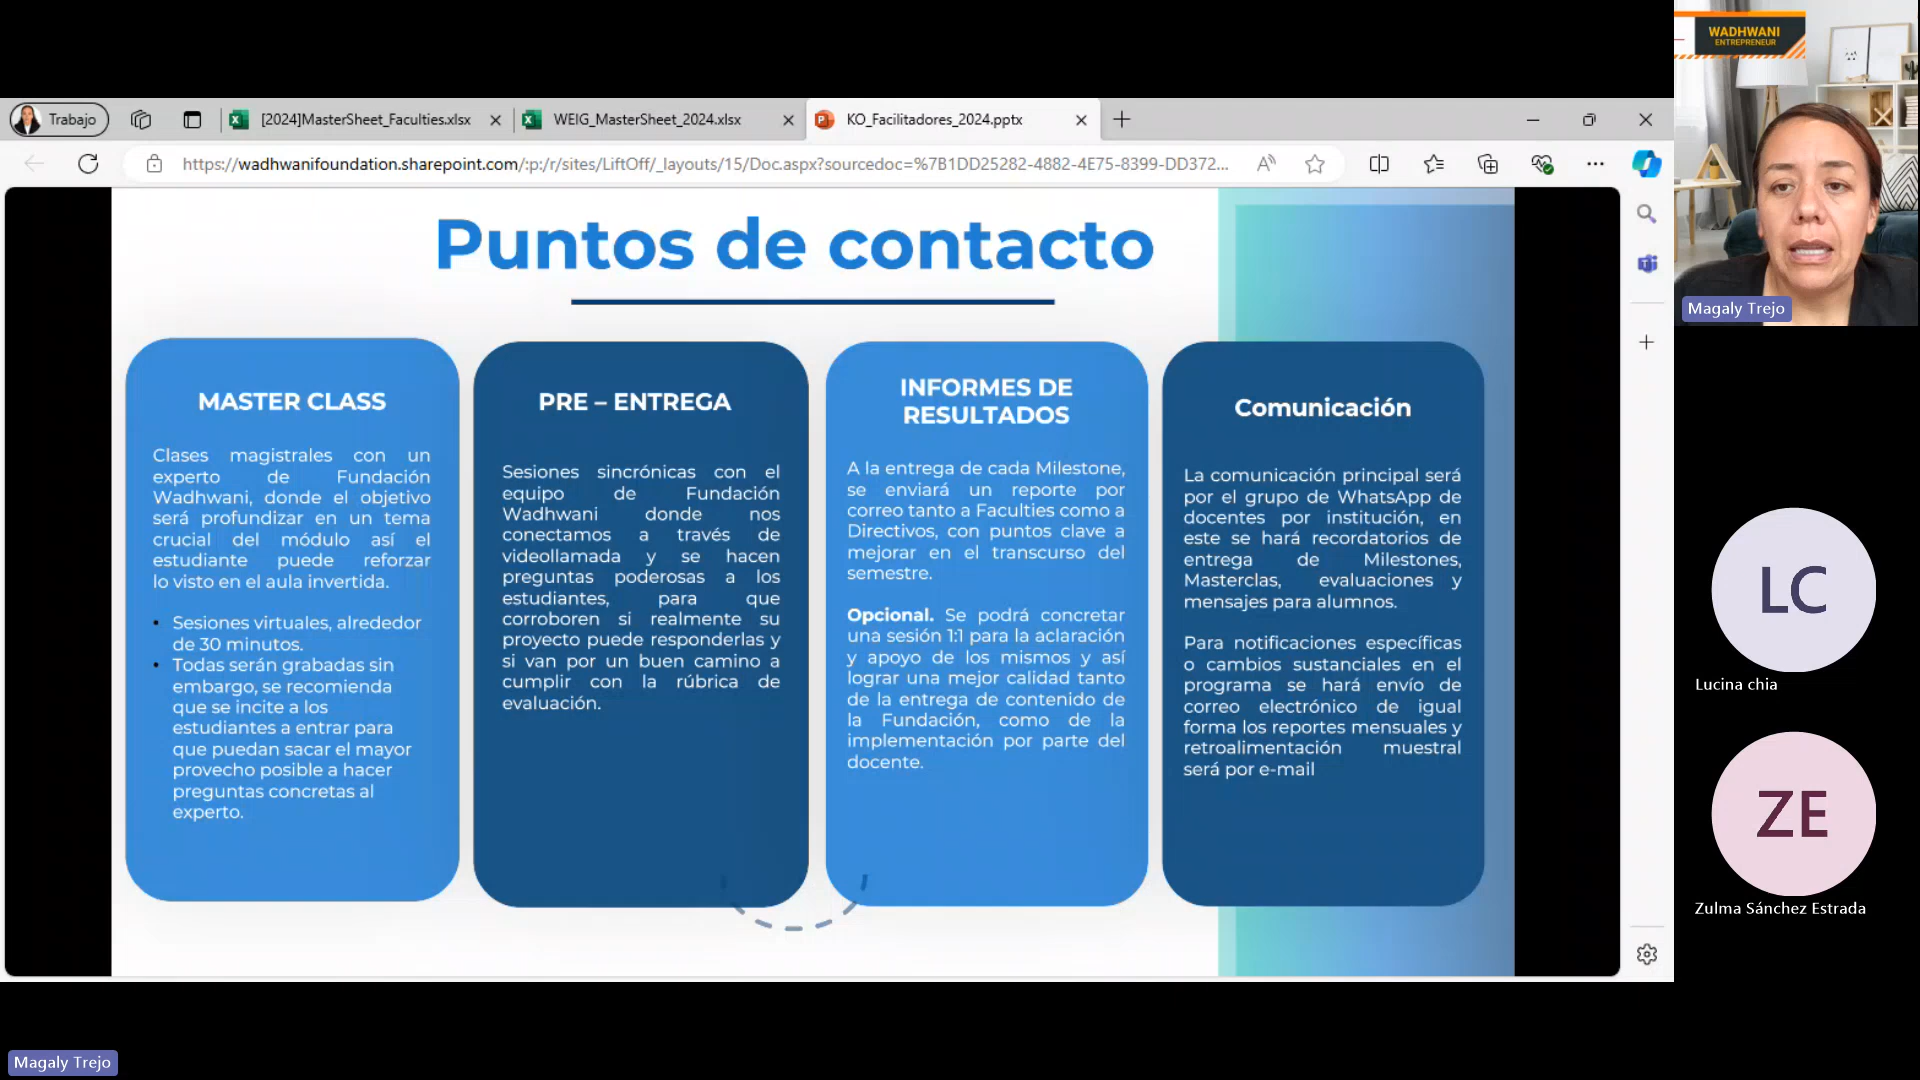 WADHWANI
ENTREPRENEUR
Trabajo
[2024]MasterSheet_Faculties.xlsx
WEIG_MasterSheet_2024.xlsx
KO_Facilitadores_2024.pptx
https://wadhwanifoundation.sharepoint.com/:p:/r/sites/LiftOff/_layouts/15/Doc.aspx?sourcedoc=%7B1DD25282-4882-4E75-8399-DD372...
Puntos de contacto
MASTER CLASS
Clases magistrales con un
experto de Fundación
Wadhwani, donde el objetivo
será profundizar en un tema
crucial del módulo así el
estudiante puede reforzar
lo visto en el aula invertida.
• Sesiones virtuales, alrededor
de 30 minutos.
• Todas serán grabadas sin
embargo, se recomienda
que se incite a los
estudiantes a entrar para
que puedan sacar el mayor
provecho posible a hacer
preguntas concretas al
experto.
PRE – ENTREGA
Sesiones sincrónicas con el
equipo de Fundación
Wadhwani donde nos
conectamos a través de
videollamada y se hacen
preguntas poderosas a los
estudiantes, para que
corroboren si realmente su
proyecto puede responderlas y
si van por un buen camino a
cumplir con la rúbrica de
evaluación.
INFORMES DE
RESULTADOS
A la entrega de cada Milestone,
se enviará un reporte por
correo tanto a Faculties como a
Directivos, con puntos clave a
mejorar en el transcurso del
semestre.
Opcional. Se podrá concretar
una sesión 1:1 para la aclaración
y apoyo de los mismos y así
lograr una mejor calidad tanto
de la entrega de contenido de
la Fundación, como de la
implementación por parte del
docente.
Comunicación
La comunicación principal será
por el grupo de WhatsApp de
docentes por institución, en
este se hará recordatorios de
entrega de Milestones,
Masterclas, evaluaciones y
mensajes para alumnos.
Para notificaciones específicas
o cambios sustanciales en el
programa se hará envío de
correo electrónico de igual
forma los reportes mensuales y
retroalimentación muestral
será por e-mail
Magaly Trejo
LC
Lucina chia
ZE
Zulma Sánchez Estrada
Magaly Trejo